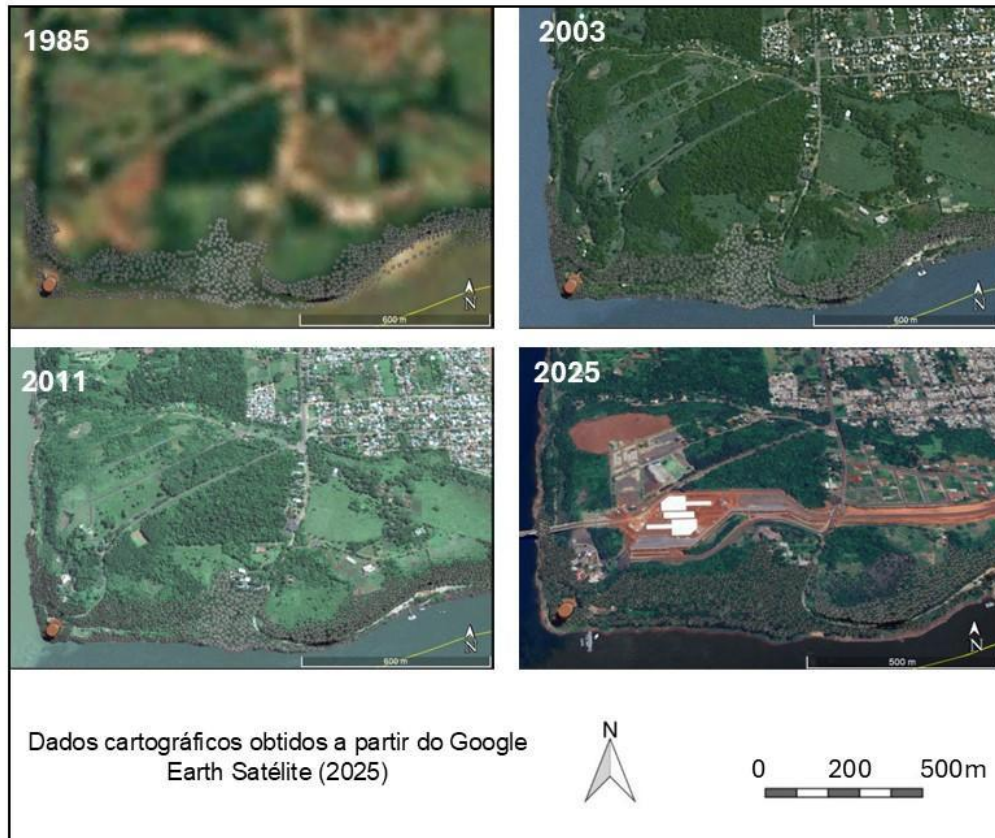 1985
2003
N
600 m
N
600 m
2011
2025
N
600 m
N
500 m
Dados cartográficos obtidos a partir do Google
Earth Satélite (2025)
N
0 200 500m